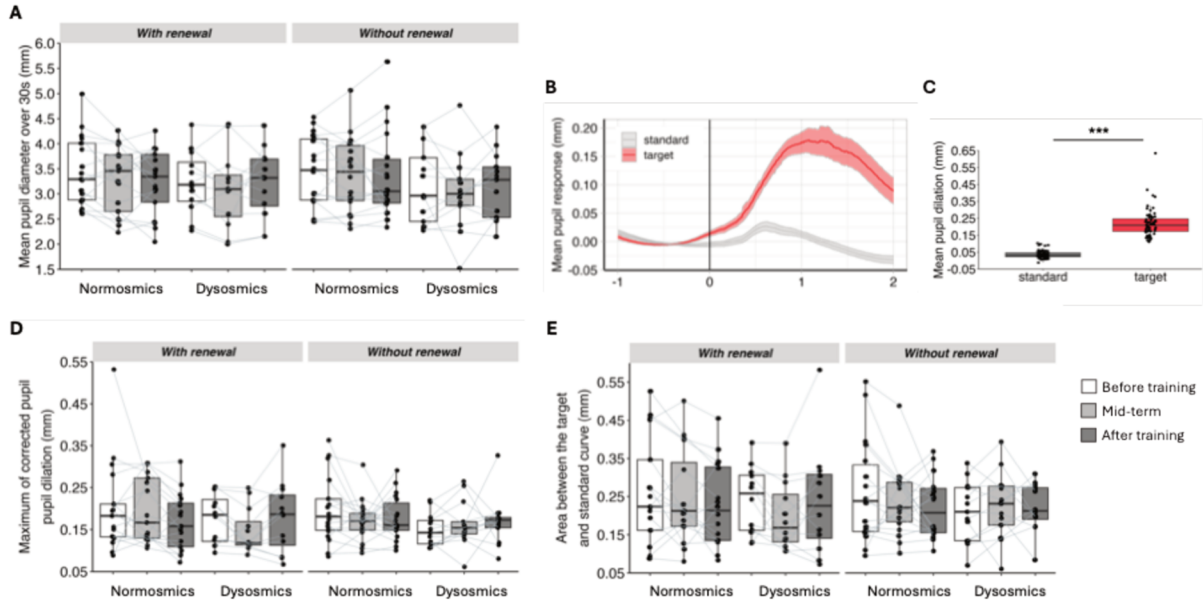 A
With renewal
Without renewal
Mean pupil diameter over 30s (mm)
6.0
5.5
5.0
4.5
4.0
3.5
3.0
2.5
2.0
1.5
Normosmics
Dysosmics
Normosmics
Dysosmics
B
Mean pupil response (mm)
0.20
0.15
0.10
0.05
0.00
-0.05
standard
target
-1
0
1
2
C
***
Mean pupil dilation (mm)
0.65
0.55
0.45
0.35
0.25
0.15
0.05
-0.05
standard
target
D
With renewal
Without renewal
Maximum of corrected pupil
dilation (mm)
0.55
0.45
0.35
0.25
0.15
0.05
Normosmics
Dysosmics
Normosmics
Dysosmics
E
With renewal
Without renewal
Area between the target
and standard curve (mm)
0.55
0.45
0.35
0.25
0.15
0.05
Normosmics
Dysosmics
Normosmics
Dysosmics
Before training
Mid-term
After training